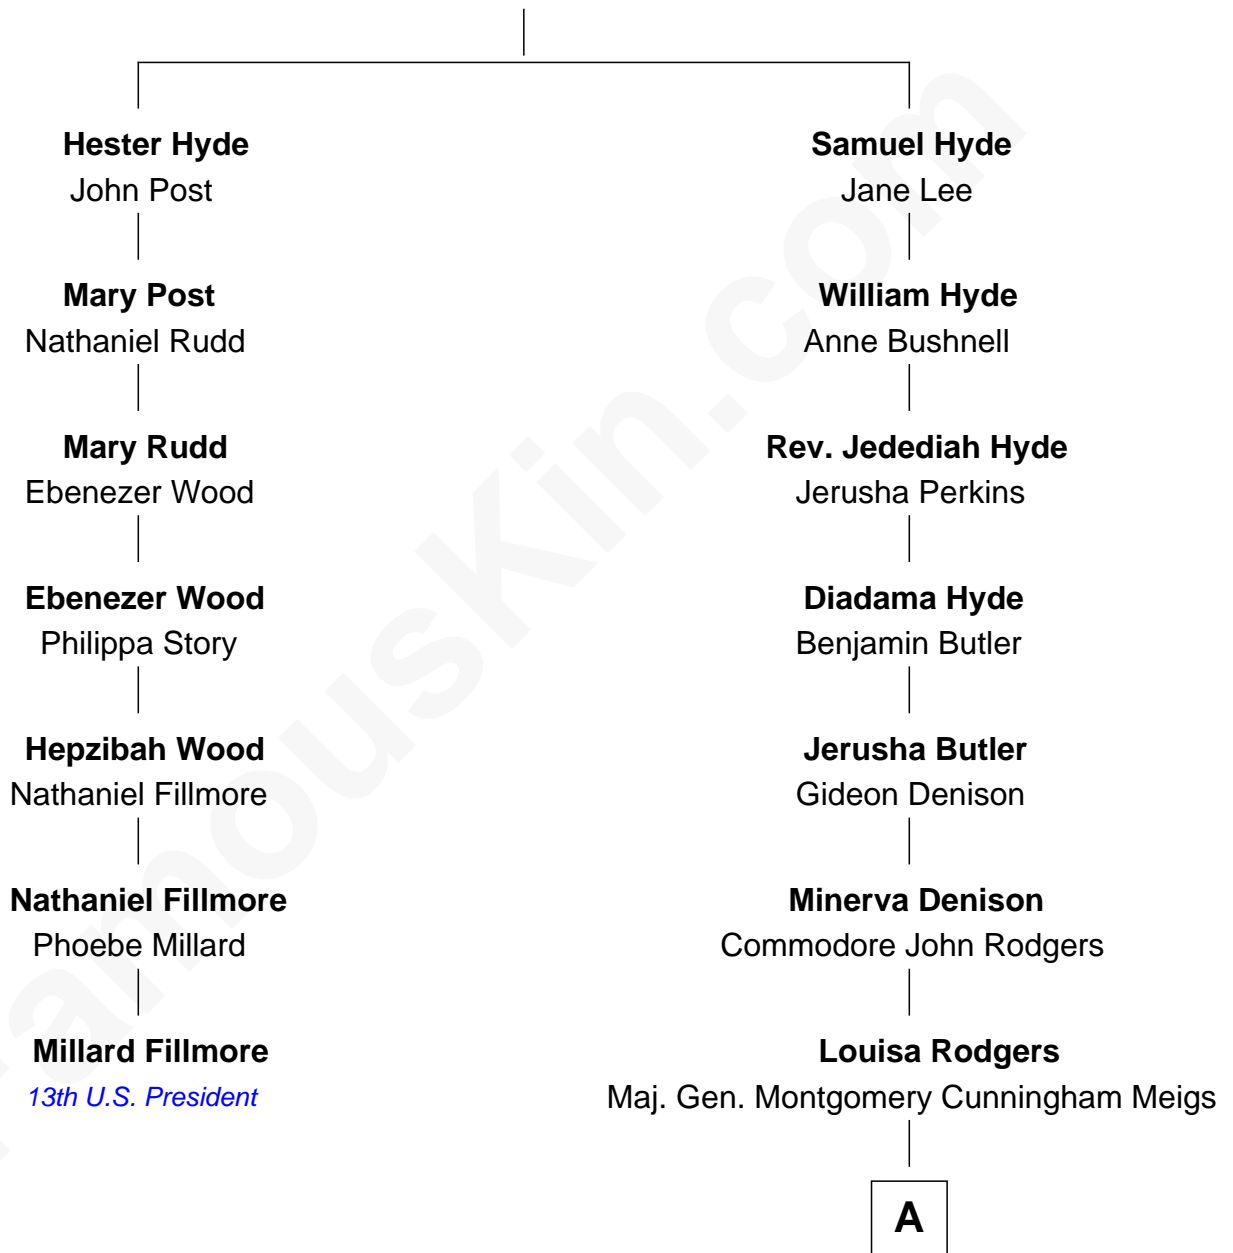 Hester Hyde
John Post
Samuel Hyde
Jane Lee
Mary Post
Nathaniel Rudd
William Hyde
Anne Bushnell
Mary Rudd
Ebenezer Wood
Rev. Jedediah Hyde
Jerusha Perkins
Ebenezer Wood
Philippa Story
Diadama Hyde
Benjamin Butler
Hepzibah Wood
Nathaniel Fillmore
Jerusha Butler
Gideon Denison
Nathaniel Fillmore
Phoebe Millard
Minerva Denison
Commodore John Rodgers
Millard Fillmore
13th U.S. President
Louisa Rodgers
Maj. Gen. Montgomery Cunningham Meigs
A
FamousKin.com